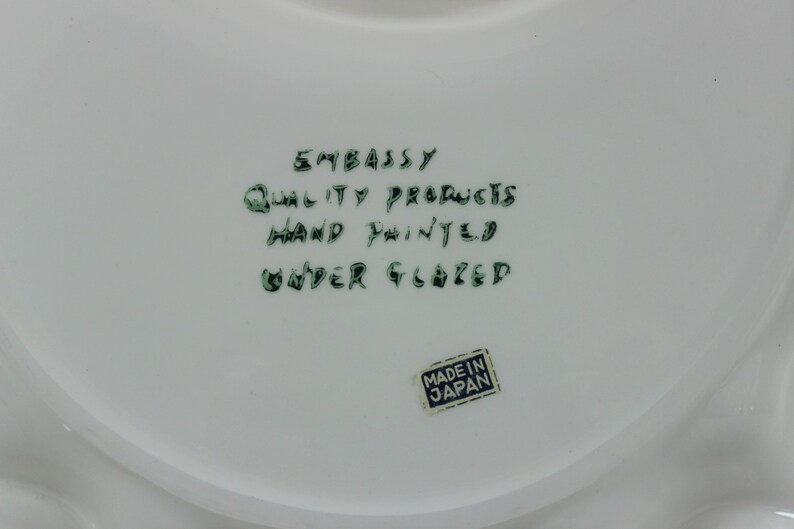 EMBASSY
QUALITY PRODUCTS
HAND PAINTED
UNDER GLAZED
MADE IN
JAPAN